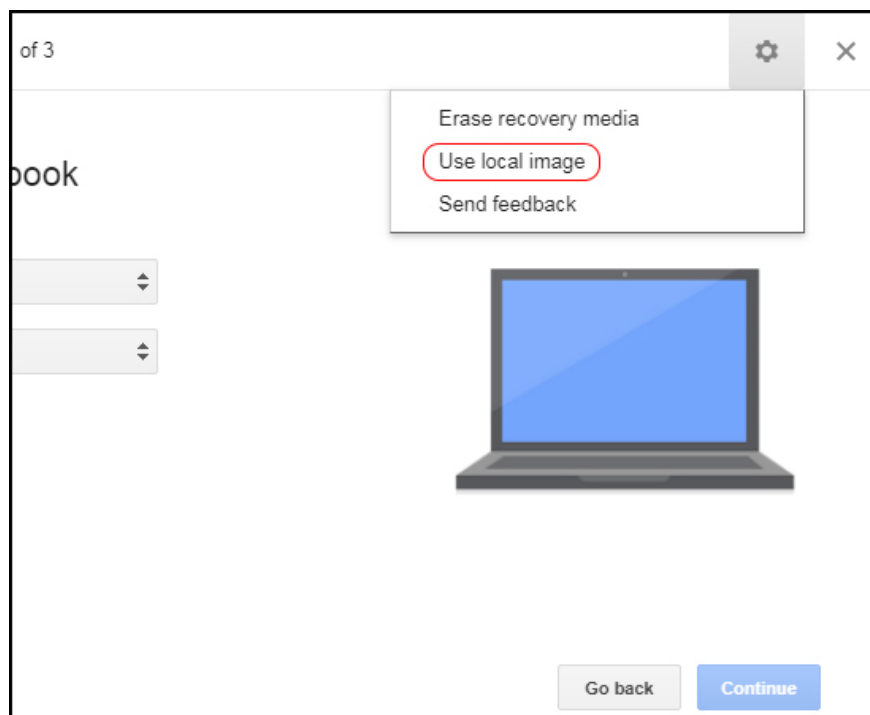 of 3
Erase recovery media
Use local image
Send feedback
book
Go back
Continue